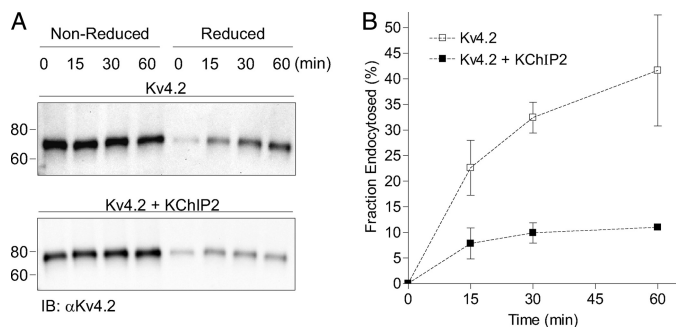 A
Non-Reduced Reduced
0 15 30 60 0 15 30 60 (min)
Kv4.2
80
60
Kv4.2 + KChIP2
80
60
IB: αKv4.2
B
Fraction Endocytosed (%)
50
45
40
35
30
25
20
15
10
5
0
Kv4.2
Kv4.2 + KChIP2
0 15 30 45 60
Time (min)